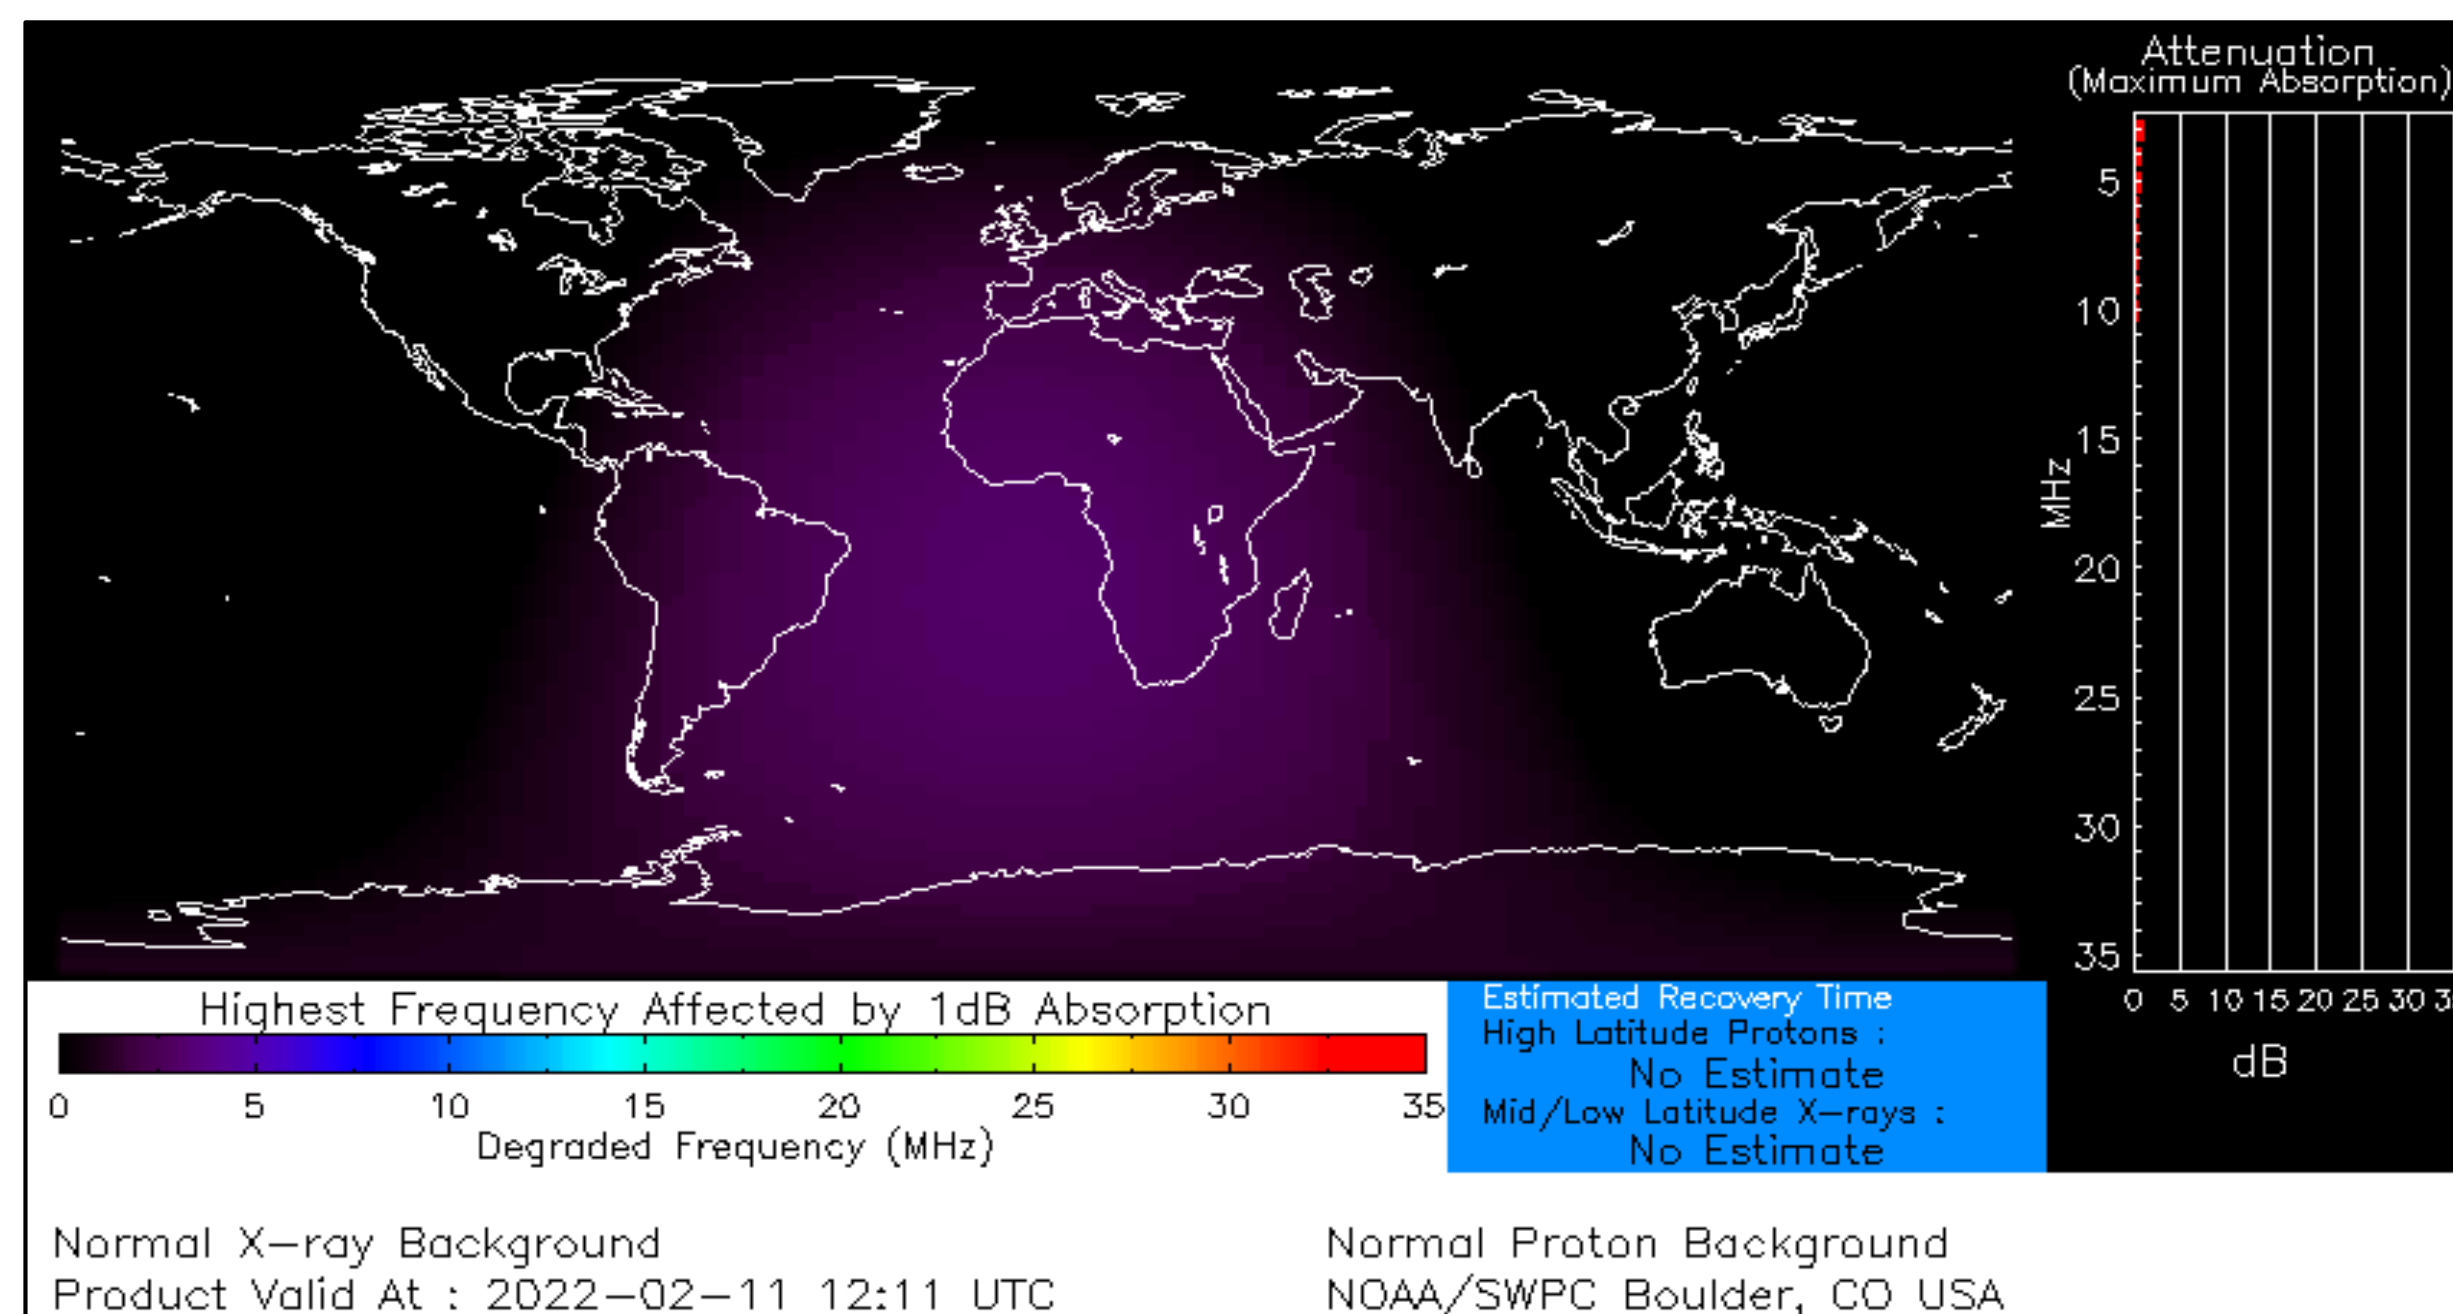 Attenuation
(Maximum Absorption)
5
10
15
20
25
30
35
MHz
0 5 10 15 20 25 30 3
dB
Highest Frequency Affected by 1dB Absorption
0 5 10 15 20 25 30 35
Degraded Frequency (MHz)
Estimated Recovery Time
High Latitude Protons :
No Estimate
Mid/Low Latitude X-rays :
No Estimate
Normal X-ray Background
Product Valid At : 2022-02-11 12:11 UTC
Normal Proton Background
NOAA/SWPC Boulder, CO USA